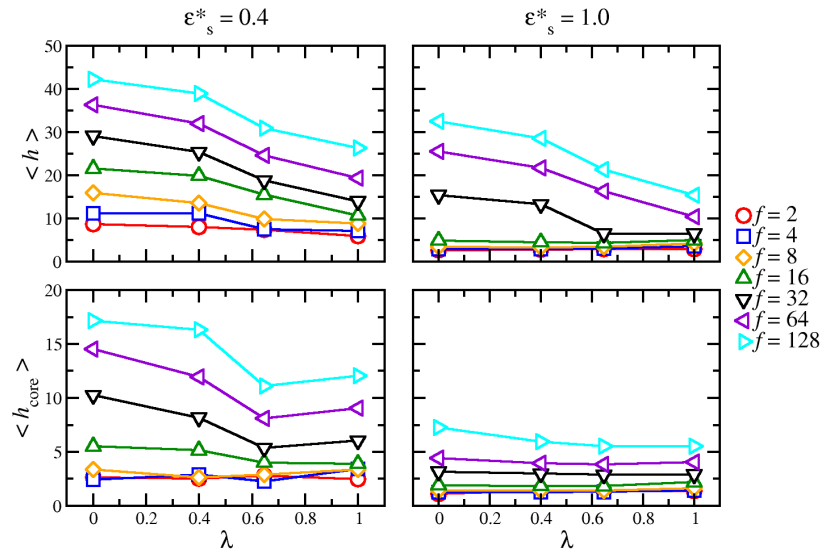 ε*s = 0.4
ε*s = 1.0
50
40
30
20
10
0
< h >
20
15
10
5
0
< hcore >
0 0.2 0.4 0.6 0.8 1
0 0.2 0.4 0.6 0.8 1
λ
λ
f = 2
f = 4
f = 8
f = 16
f = 32
f = 64
f = 128